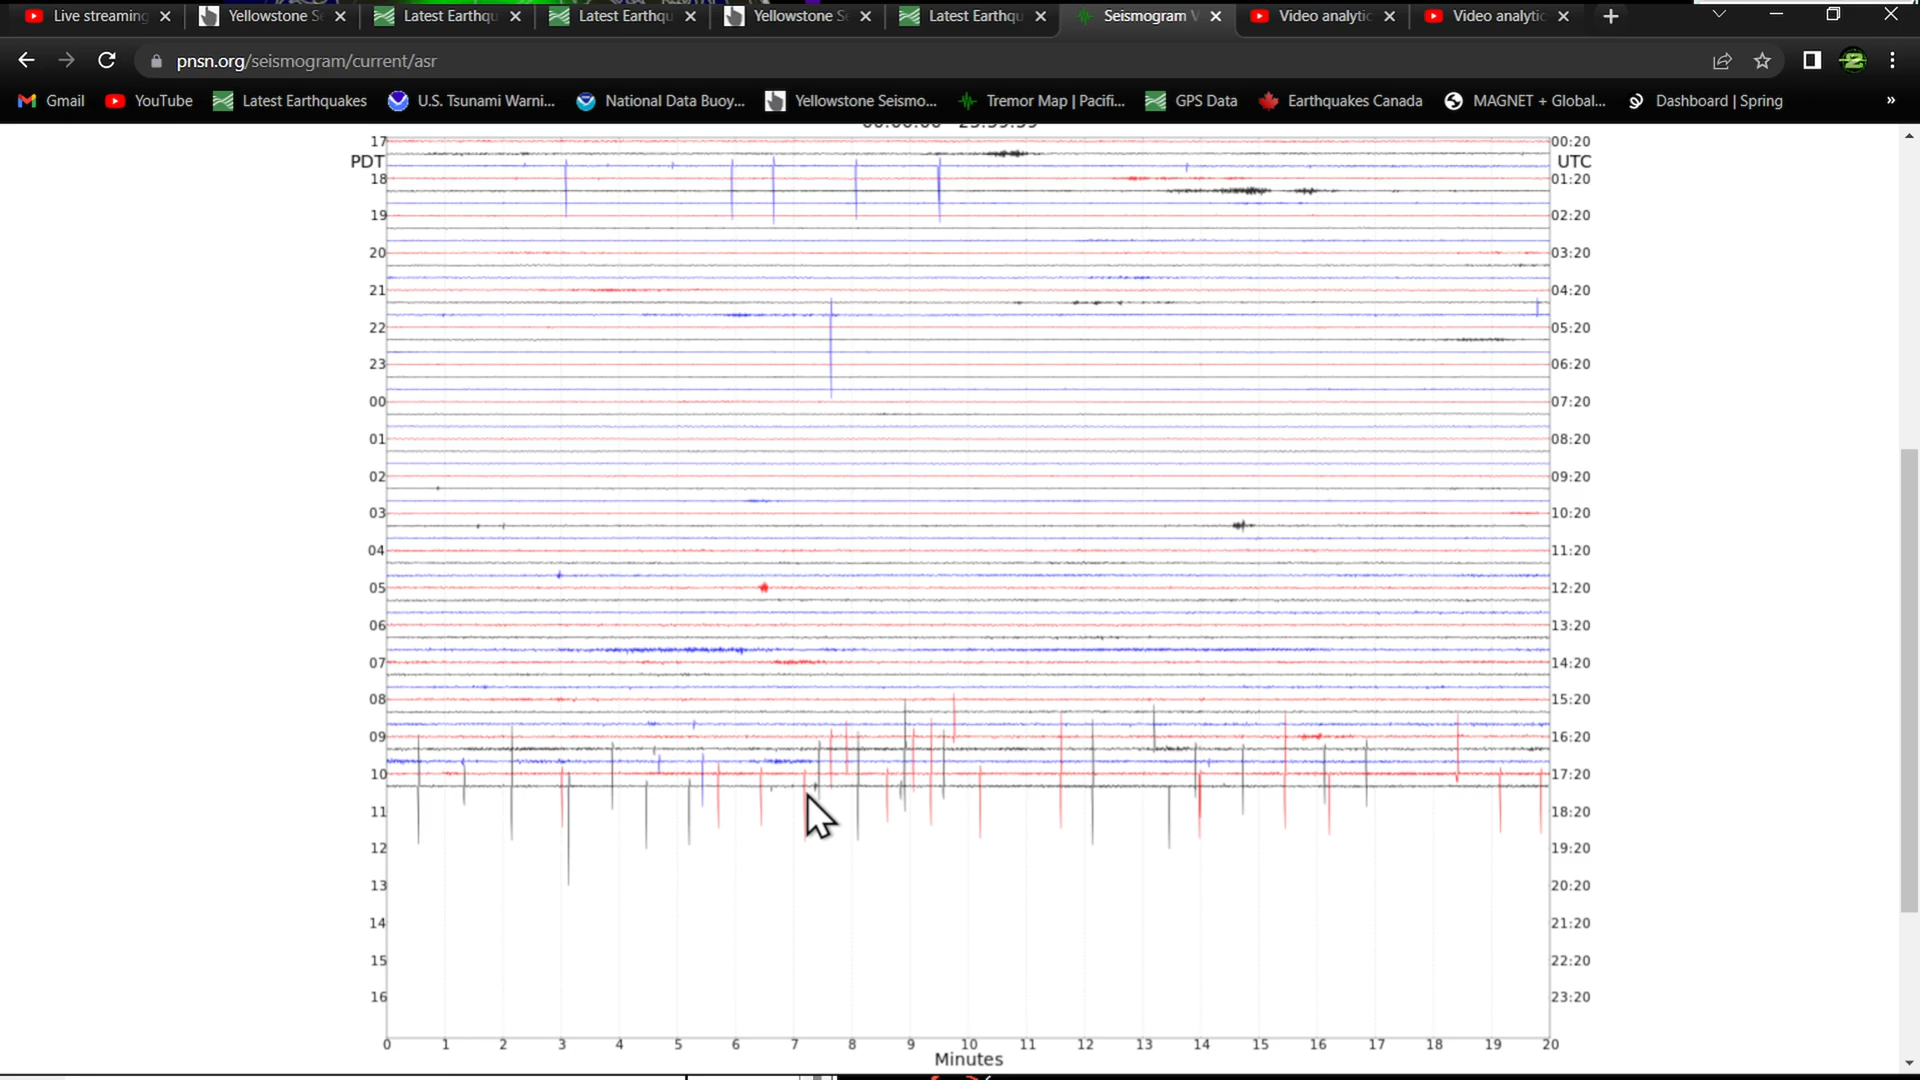 Live streaming
Yellowstone Se
Latest Earthqu
Latest Earthqu
Yellowstone Se
Latest Earthqu
Seismogram V
Video analytic
Video analytic
pnsn.org/seismogram/current/asr
Gmail
YouTube
Latest Earthquakes
U.S. Tsunami Warni...
National Data Buoy...
Yellowstone Seismo...
Tremor Map | Pacifi...
GPS Data
Earthquakes Canada
MAGNET + Global...
Dashboard | Spring
»
17 00:20
PDT UTC
18 01:20
19 02:20
20 03:20
21 04:20
22 05:20
23 06:20
00 07:20
01 08:20
02 09:20
03 10:20
04 11:20
05 12:20
06 13:20
07 14:20
08 15:20
09 16:20
10 17:20
11 18:20
12 19:20
13 20:20
14 21:20
15 22:20
16 23:20
0 1 2 3 4 5 6 7 8 9 10 11 12 13 14 15 16 17 18 19 20
Minutes